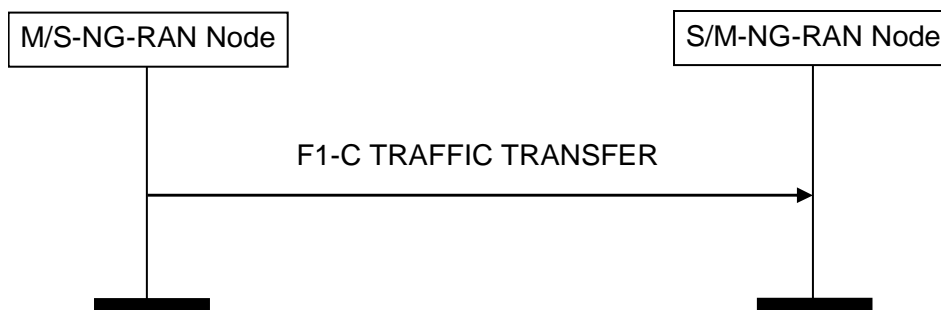 M/S-NG-RAN Node
S/M-NG-RAN Node
F1-C TRAFFIC TRANSFER